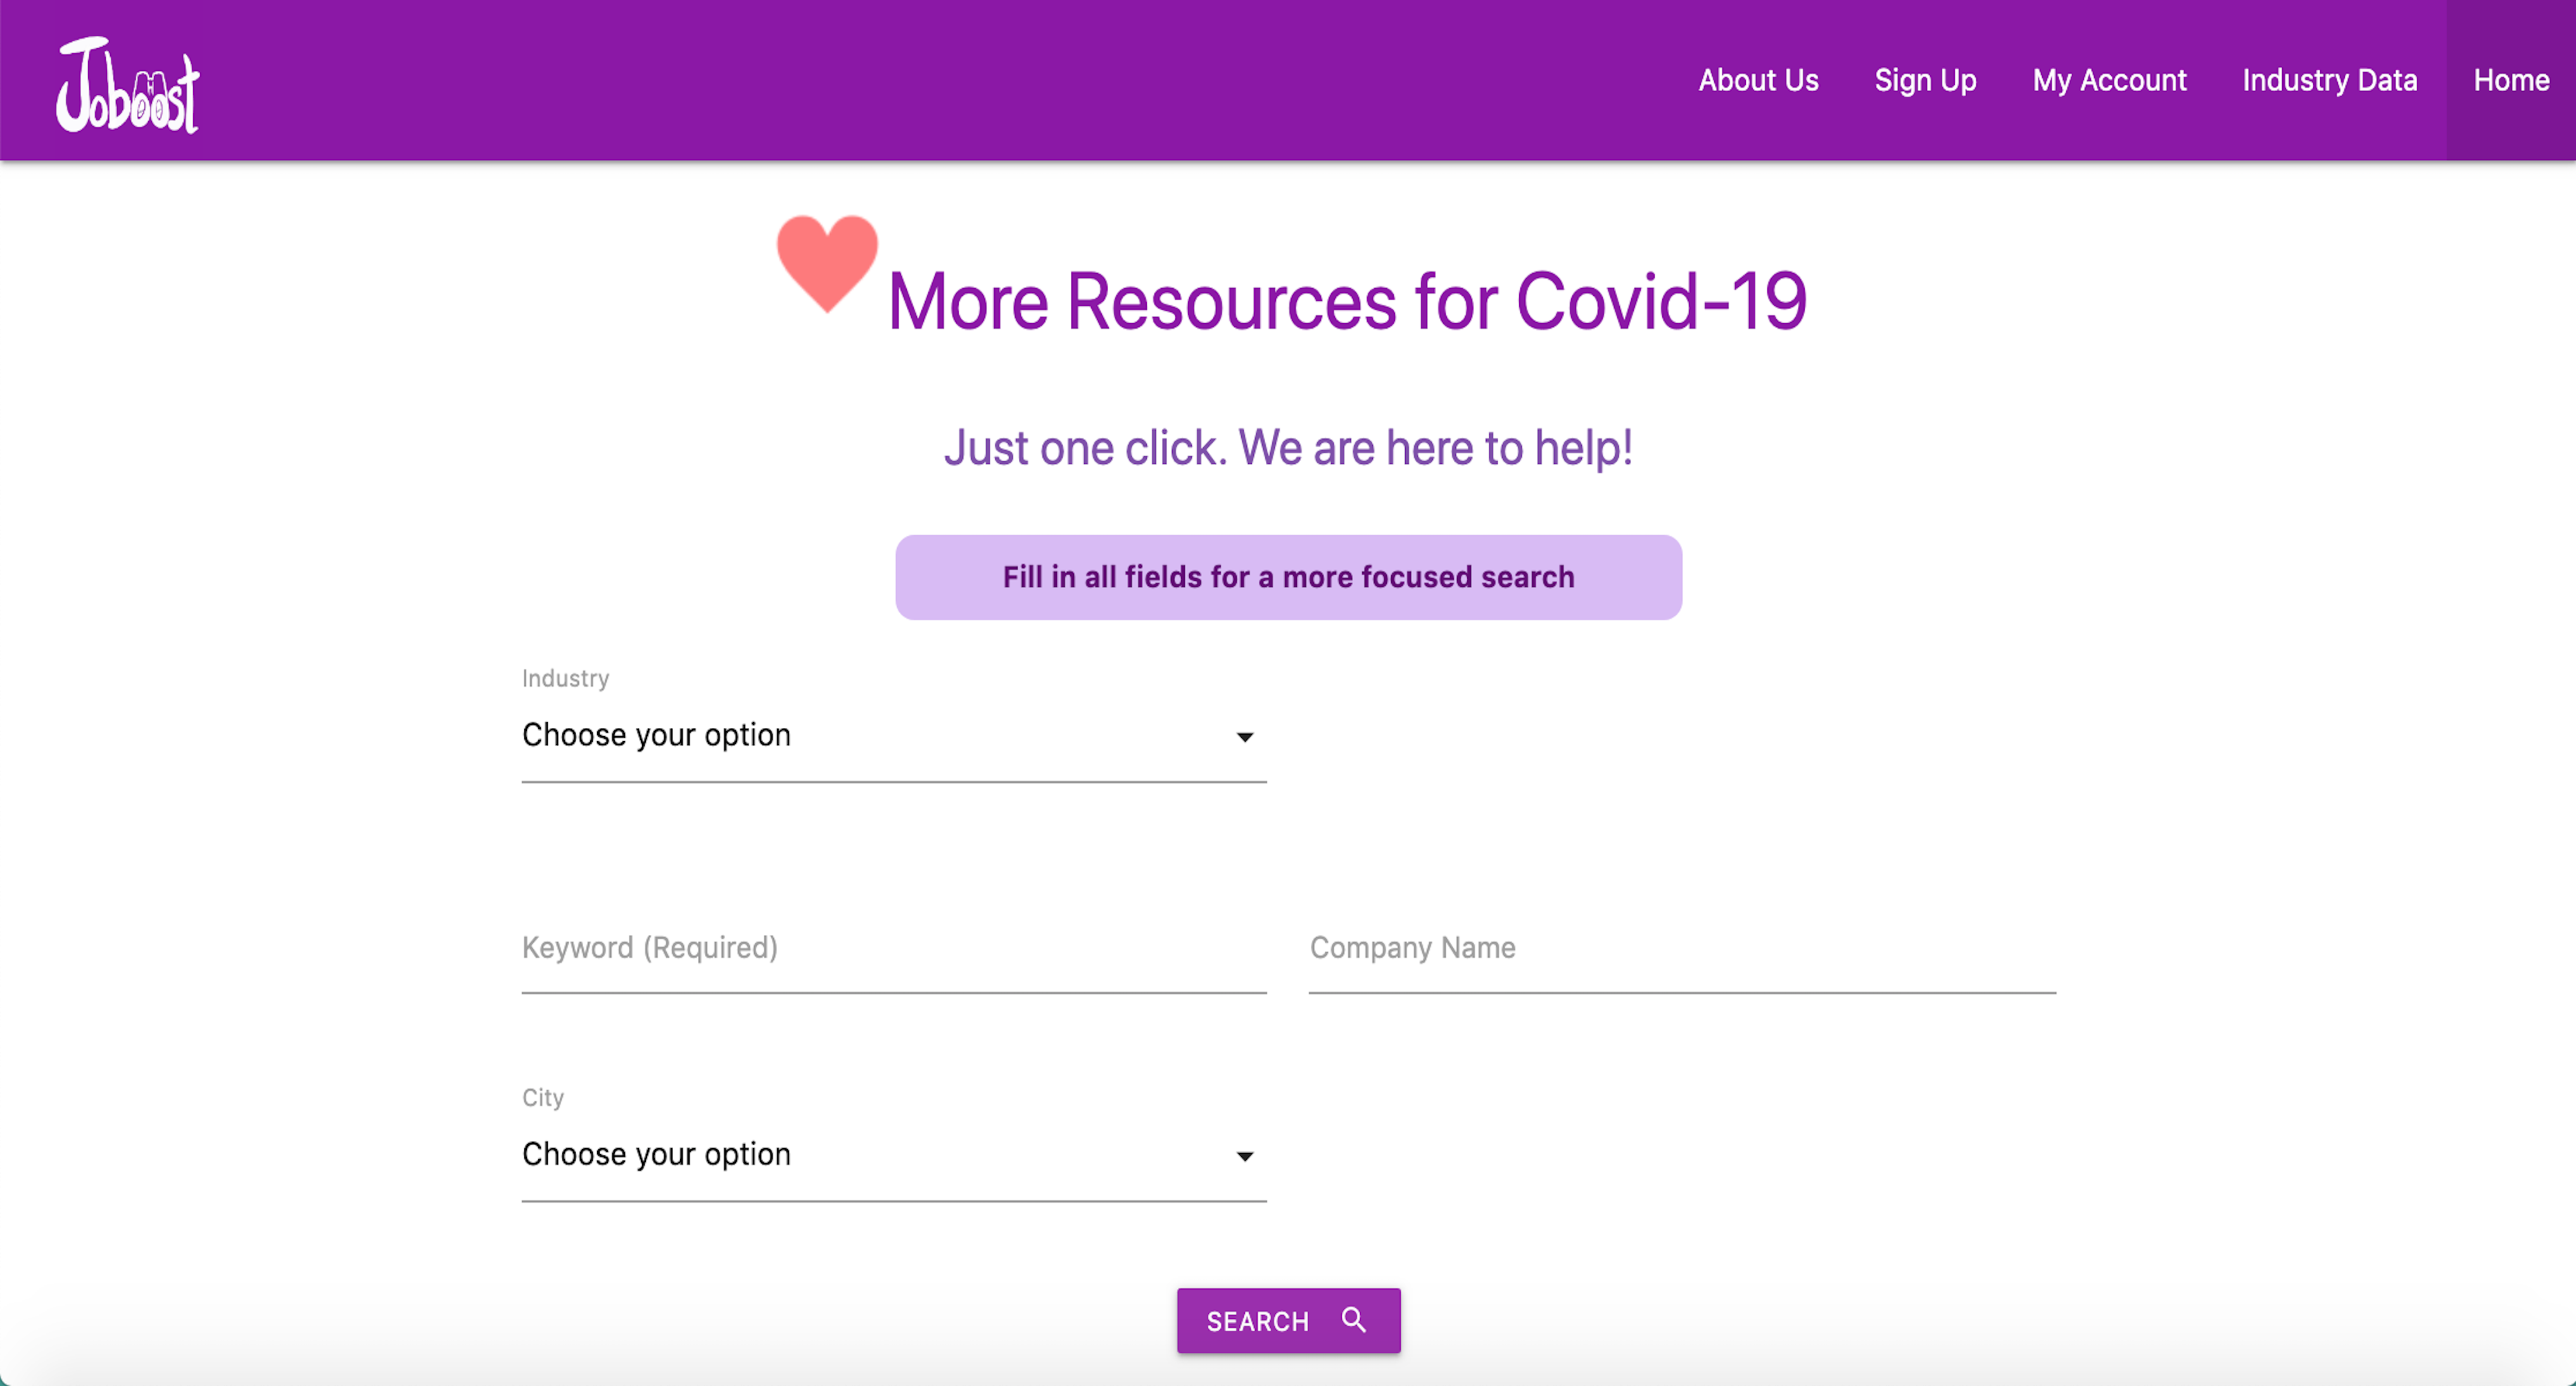 Joboost
About Us Sign Up My Account Industry Data Home
More Resources for Covid-19
Just one click. We are here to help!
Fill in all fields for a more focused search
Industry
Choose your option
Keyword (Required) Company Name
City
Choose your option
SEARCH